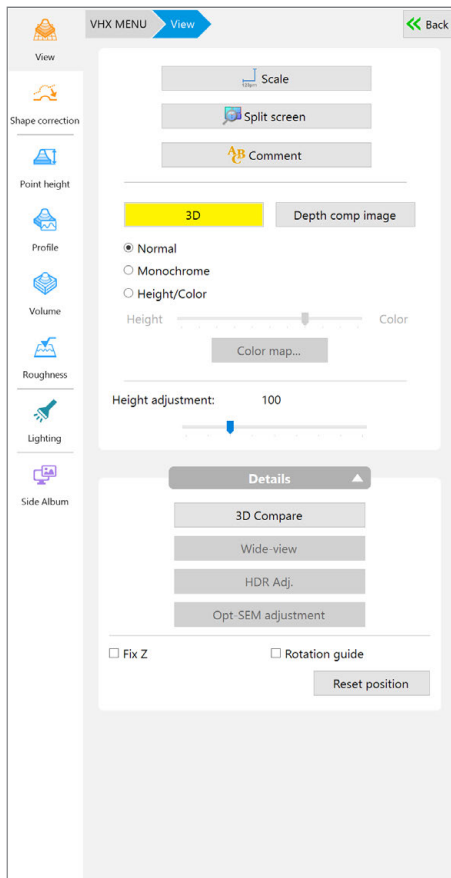 VHX MENU
View
Back
View
Shape correction
Point height
Profile
Volume
Roughness
Lighting
Side Album
Scale
Split screen
ABC Comment
3D
Depth comp image
Normal
Monochrome
Height/Color
Height
Color
Color map...
Height adjustment: 100
Details
3D Compare
Wide-view
HDR Adj.
Opt-SEM adjustment
Fix Z
Rotation guide
Reset position